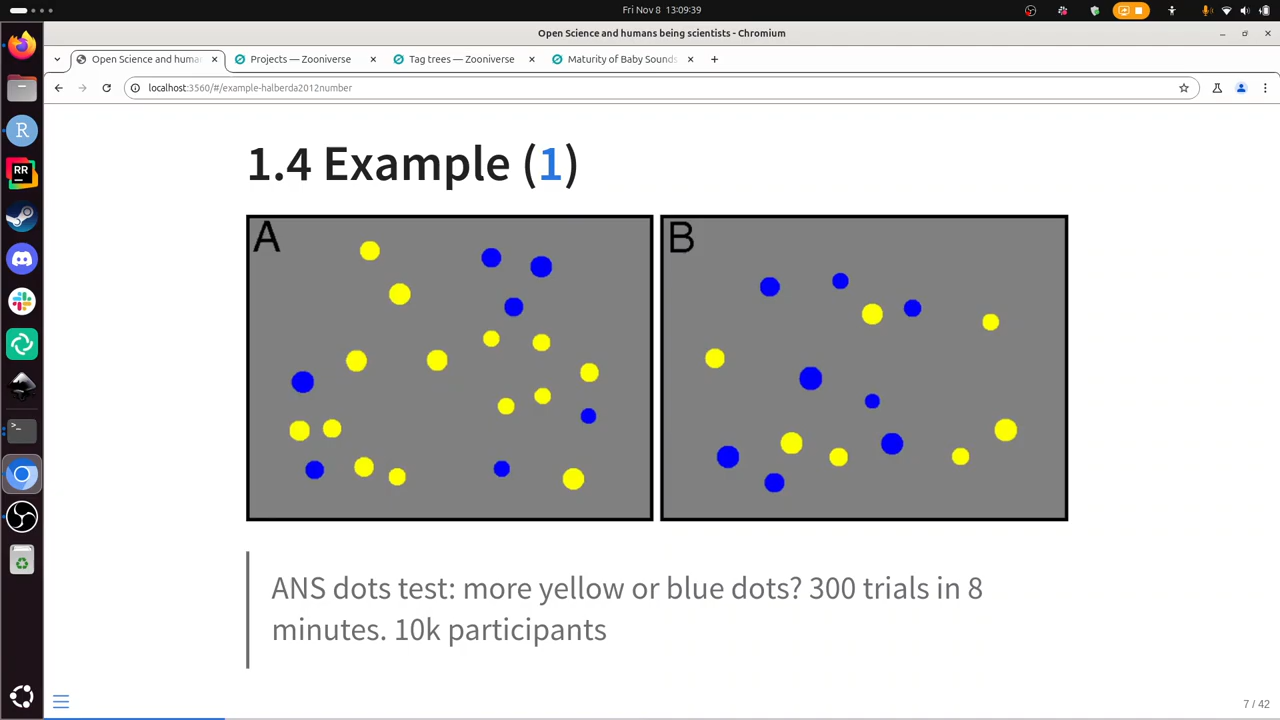 Fri Nov 8 13:09:39
Open Science and humans being scientists - Chromium
Open Science and huma
Projects — Zooniverse
Tag trees — Zooniverse
Maturity of Baby Sounds
localhost:3560/#/example-halberda2012number
1.4 Example (1)
A
B
ANS dots test: more yellow or blue dots? 300 trials in 8
minutes. 10k participants
7 / 42
R
RR